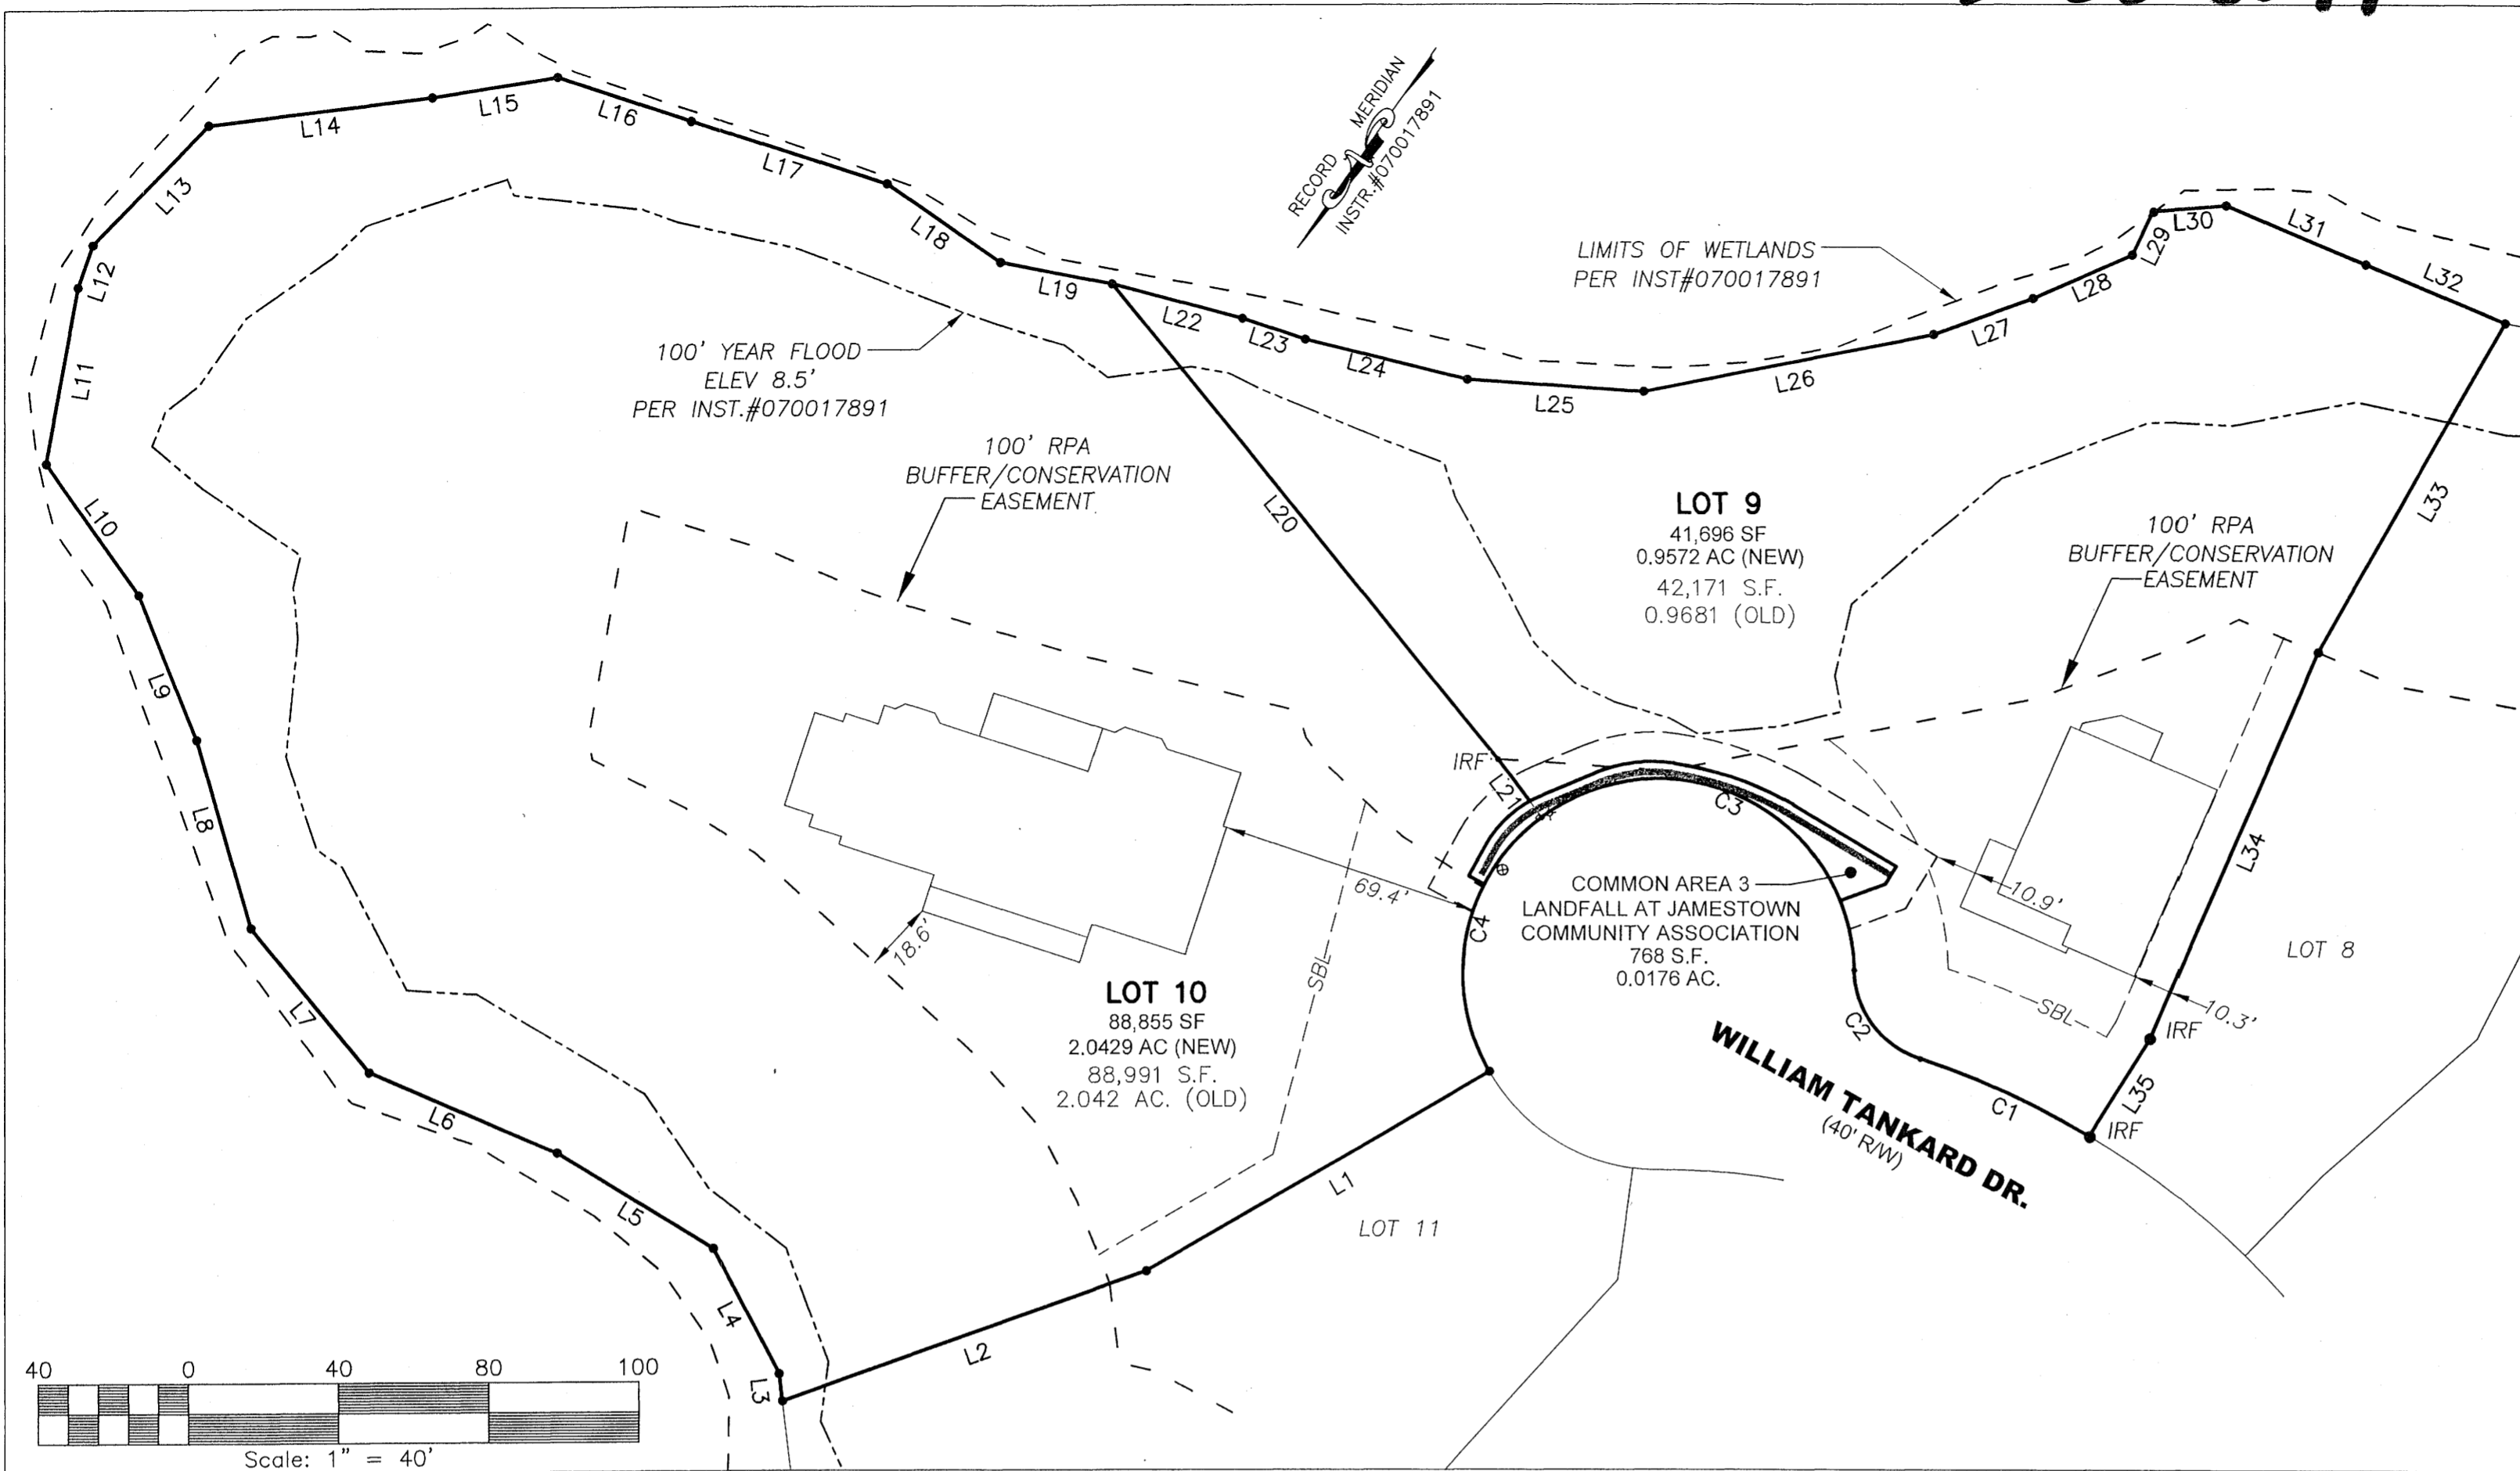 L14
L15
L16
L17
L13
L12
L11
L18
L19
RECORD MERIDIAN
INSTR.#070017891
LIMITS OF WETLANDS
PER INST#070017891
L29
L30
L31
L32
L28
L27
L26
L25
L24
L23
L22
100' YEAR FLOOD
ELEV 8.5'
PER INST.#070017891
100' RPA
BUFFER/CONSERVATION
EASEMENT
L20
LOT 9
41,696 SF
0.9572 AC (NEW)
42,171 S.F.
0.9681 (OLD)
100' RPA
BUFFER/CONSERVATION
EASEMENT
L33
L10
L9
L8
L7
L6
L5
L4
L3
L2
L1
IRF
L21
C3
C4
69.4'
18.6'
SBL
COMMON AREA 3
LANDFALL AT JAMESTOWN
COMMUNITY ASSOCIATION
768 S.F.
0.0176 AC.
10.9'
L34
LOT 8
10.3'
SBL
IRF
L35
IRF
C2
C1
LOT 10
88,855 SF
2.0429 AC (NEW)
88,991 S.F.
2.042 AC. (OLD)
WILLIAM TANKARD DR.
(40' R/W)
LOT 11
40 0 40 80 100
Scale: 1" = 40'